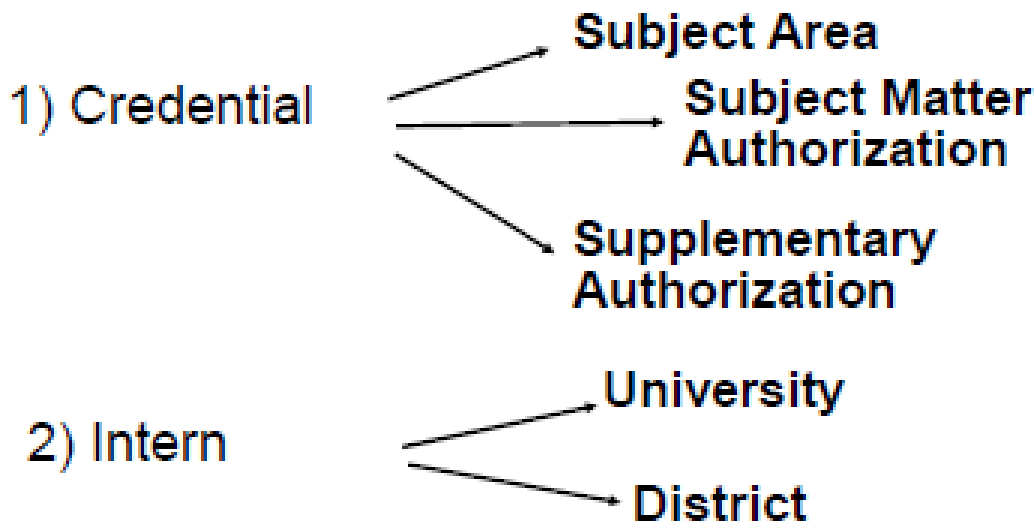 Subject Area
1) Credential
Subject Matter
Authorization
Supplementary
Authorization
University
2) Intern
District